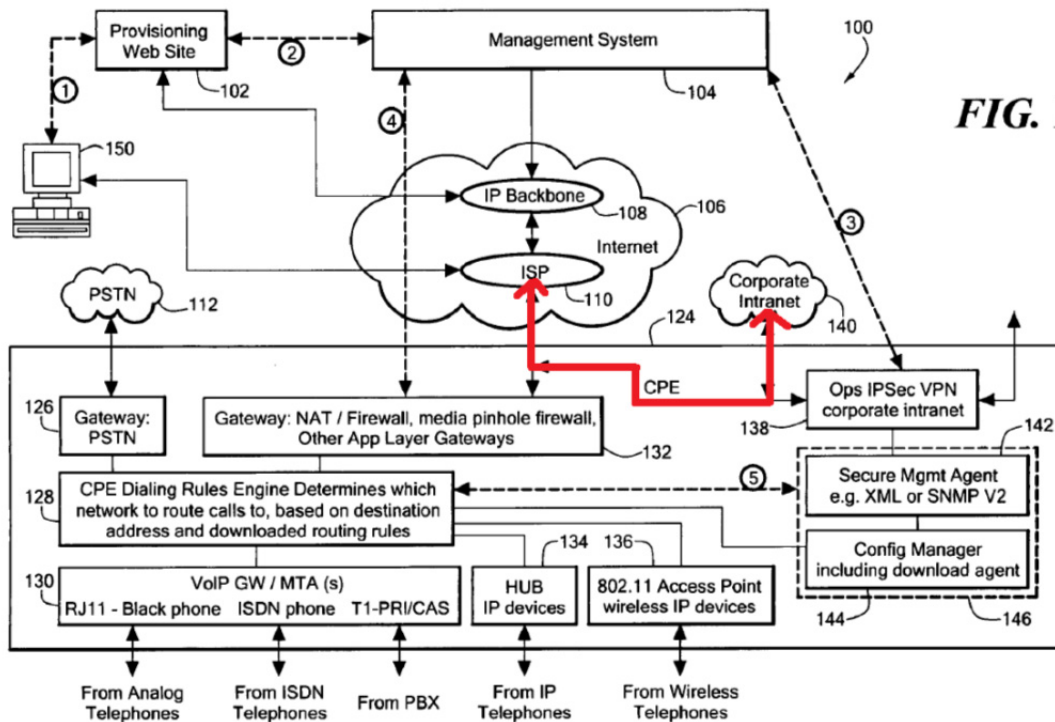 Provisioning
Web Site
102
2
Management System
104
100
FIG.
1
150
4
3
IP Backbone
108
106
Internet
ISP
110
PSTN
112
Corporate
Intranet
140
124
CPE
126
Gateway:
PSTN
Gateway: NAT / Firewall, media pinhole firewall,
Other App Layer Gateways
132
Ops IPSec VPN
corporate intranet
138
142
128
CPE Dialing Rules Engine Determines which
network to route calls to, based on destination
address and downloaded routing rules
5
Secure Mgmt Agent
e.g. XML or SNMP V2
134
136
Config Manager
including download agent
144
146
130
VoIP GW / MTA (s)
RJ11 - Black phone ISDN phone T1-PRI/CAS
HUB
IP devices
802.11 Access Point
wireless IP devices
From Analog
Telephones
From ISDN
Telephones
From PBX
From IP
Telephones
From Wireless
Telephones